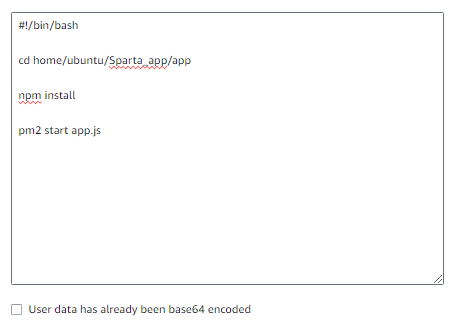 #!/bin/bash
cd home/ubuntu/Sparta_app/app
npm install
pm2 start app.js
User data has already been base64 encoded